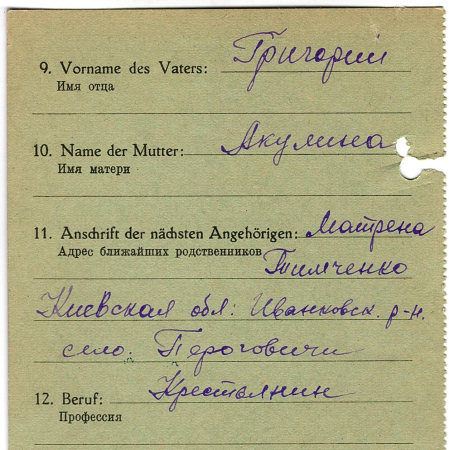 9. Vorname des Vaters: Григорий
Имя отца
10. Name der Mutter: Акулина
Имя матери
11. Anschrift der nächsten Angehörigen: Матрена
Адрес ближайших родственников Тимченко
Киевская обл: Иванковск. р-н.
село: Пероговичи
12. Beruf: Крестьянин
Профессия